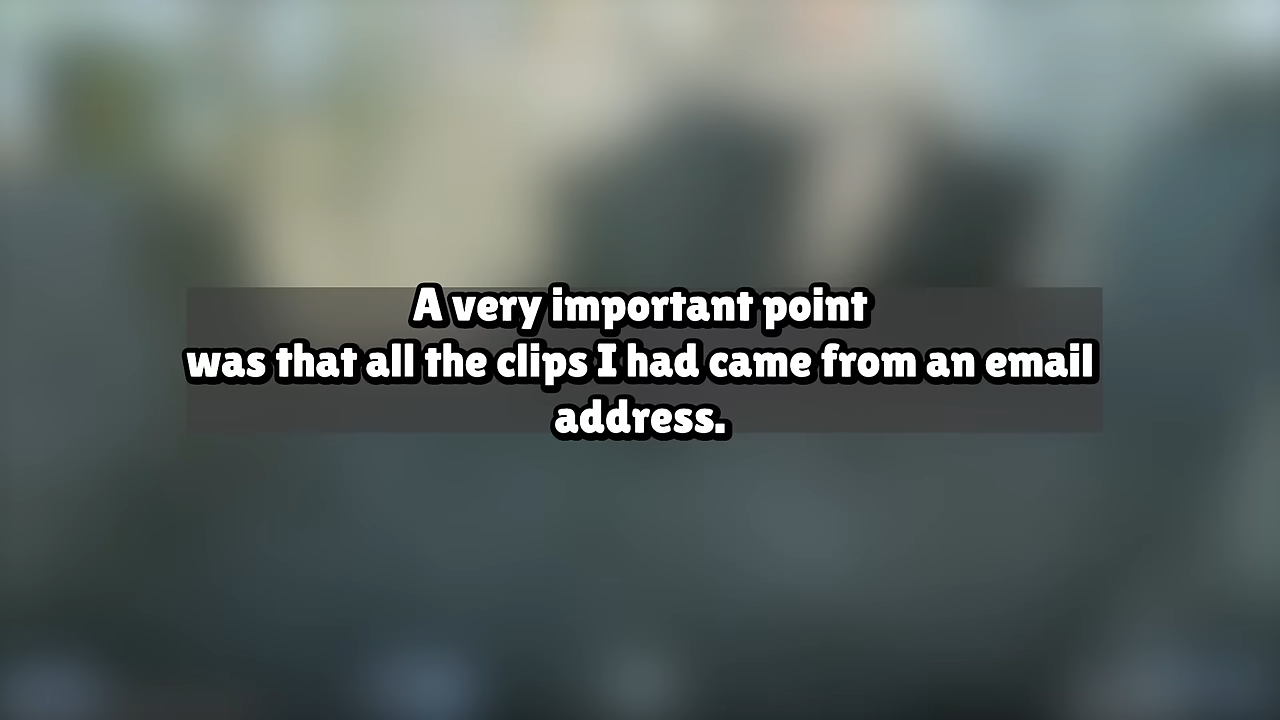 A very important point
was that all the clips I had came from an email
address.